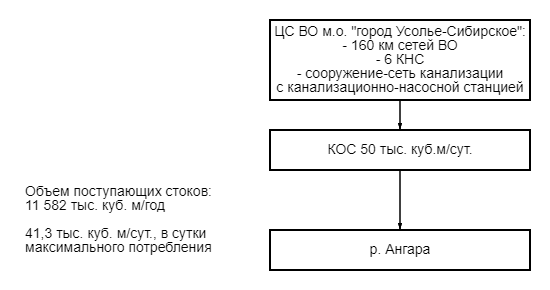 ЦС ВО м.о. "город Усолье-Сибирское":
- 160 км сетей ВО
- 6 КНС
- сооружение-сеть канализации
с канализационно-насосной станцией
КОС 50 тыс. куб.м/сут.
Объем поступающих стоков:
11 582 тыс. куб. м/год
41,3 тыс. куб. м/сут., в сутки
максимального потребления
р. Ангара